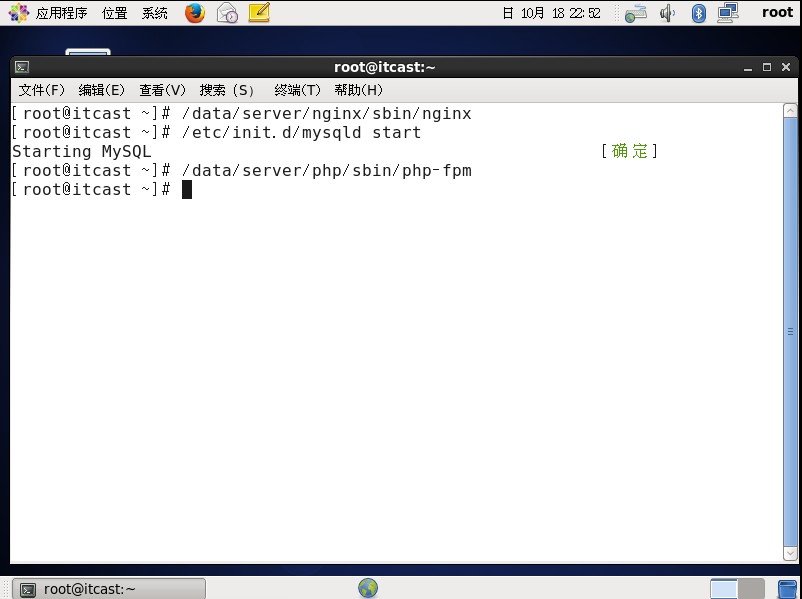 应用程序 位置 系统 日 10月 18 22:52 root
root@itcast:~
文件(F) 编辑(E) 查看(V) 搜索 (S) 终端(T) 帮助(H)
[root@itcast ~]# /data/server/nginx/sbin/nginx
[root@itcast ~]# /etc/init.d/mysqld start
Starting MySQL [确定]
[root@itcast ~]# /data/server/php/sbin/php-fpm
[root@itcast ~]#
root@itcast:~